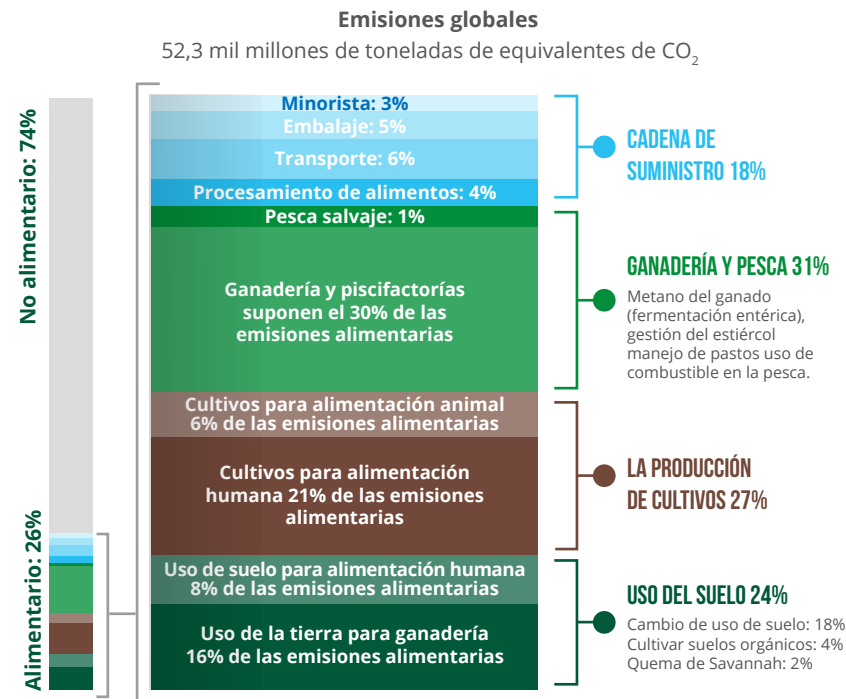 Emisiones globales
52,3 mil millones de toneladas de equivalentes de CO₂
No alimentario: 74%
Alimentario: 26%
Minorista: 3%
Embalaje: 5%
Transporte: 6%
Procesamiento de alimentos: 4%
Pesca salvaje: 1%
Ganadería y piscifactorías
suponen el 30% de las
emisiones alimentarias
Cultivos para alimentación animal
6% de las emisiones alimentarias
Cultivos para alimentación
humana 21% de las emisiones
alimentarias
Uso de suelo para alimentación humana
8% de las emisiones alimentarias
Uso de la tierra para ganadería
16% de las emisiones alimentarias
CADENA DE
SUMINISTRO 18%
GANADERÍA Y PESCA 31%
Metano del ganado
(fermentación entérica),
gestión del estiércol
manejo de pastos uso de
combustible en la pesca.
LA PRODUCCIÓN
DE CULTIVOS 27%
USO DEL SUELO 24%
Cambio de uso de suelo: 18%
Cultivar suelos orgánicos: 4%
Quema de Savannah: 2%